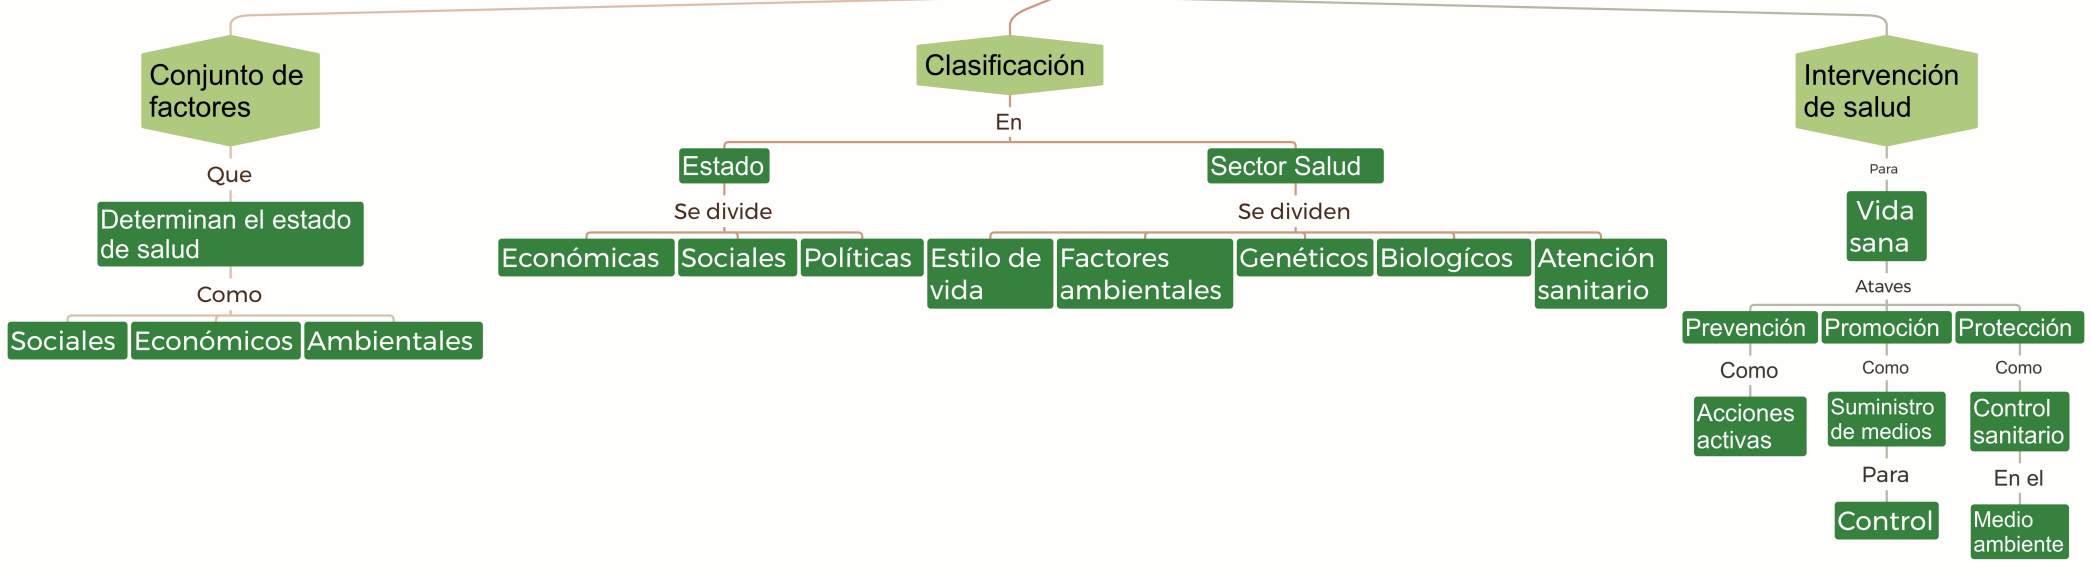 Conjunto de
factores
Que
Determinan el estado
de salud
Como
Sociales
Económicos
Ambientales
Clasificación
En
Estado
Se divide
Económicas
Sociales
Políticas
Sector Salud
Se dividen
Estilo de
vida
Factores
ambientales
Genéticos
Biologícos
Atención
sanitario
Intervención
de salud
Para
Vida
sana
Ataves
Prevención
Como
Acciones
activas
Promoción
Como
Suministro
de medios
Para
Control
Protección
Como
Control
sanitario
En el
Medio
ambiente